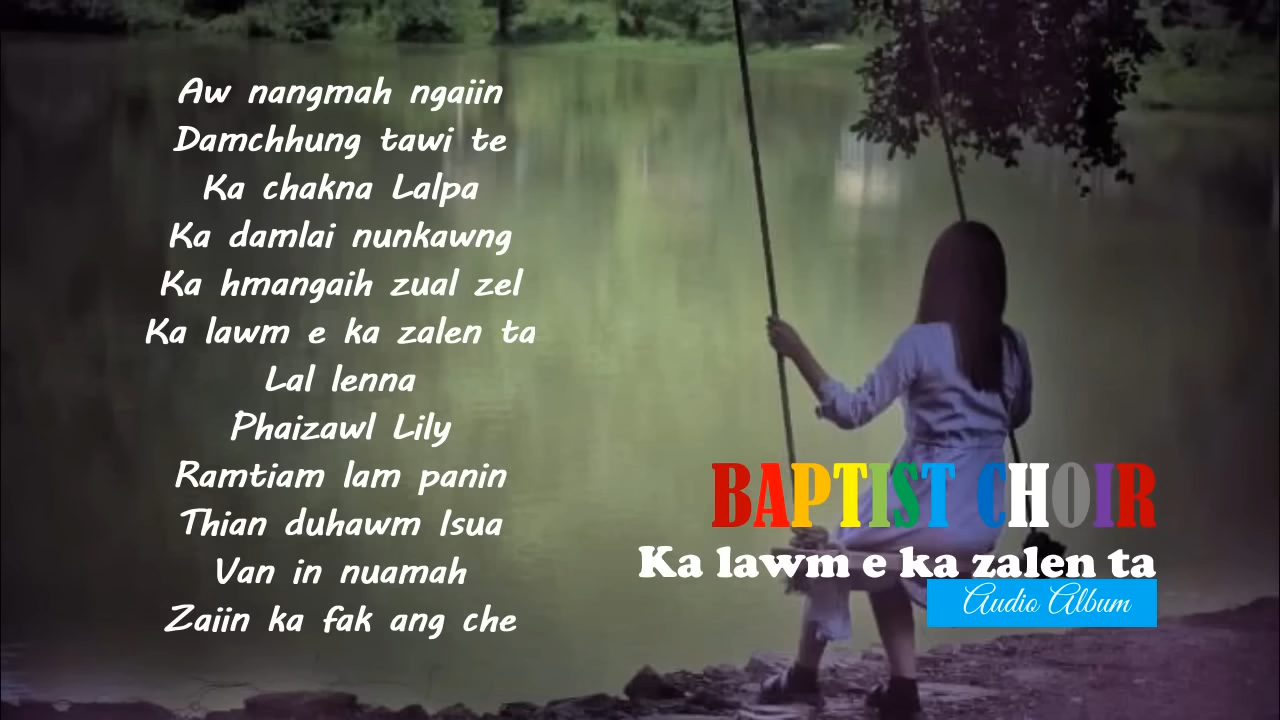 Aw nangmah ngaiin
Damchhung tawi te
Ka chakna Lalpa
Ka damlai nunkawng
Ka hmangaih zual zel
Ka lawm e ka zalen ta
Lal lenna
Phaizawl Lily
Ramtiam lam panin
Thian duhawm Isua
Van in nuamah
Zaiin ka fak ang che
BAPTIST CHOIR
Ka lawm e ka zalen ta
Audio Album